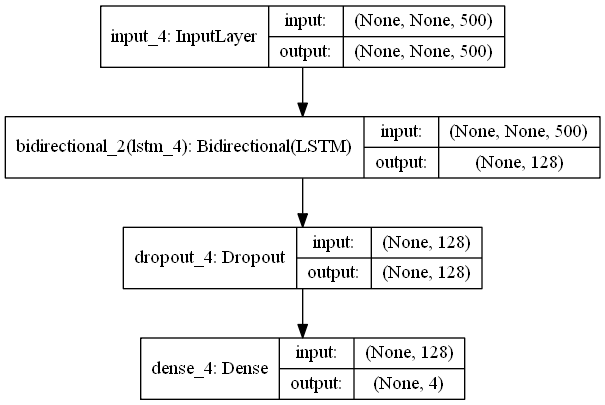 input_4: InputLayer
input: (None, None, 500)
output: (None, None, 500)
bidirectional_2(lstm_4): Bidirectional(LSTM)
input: (None, None, 500)
output: (None, 128)
dropout_4: Dropout
input: (None, 128)
output: (None, 128)
dense_4: Dense
input: (None, 128)
output: (None, 4)